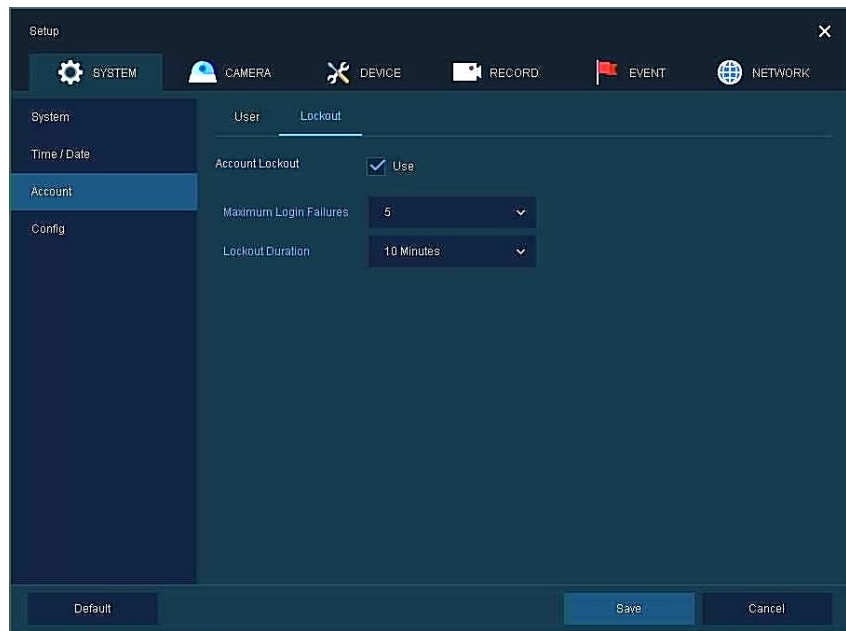 Setup
SYSTEM CAMERA DEVICE RECORD EVENT NETWORK
System
Time / Date
Account
Config
User Lockout
Account Lockout Use
Maximum Login Failures 5
Lockout Duration 10 Minutes
Default Save Cancel